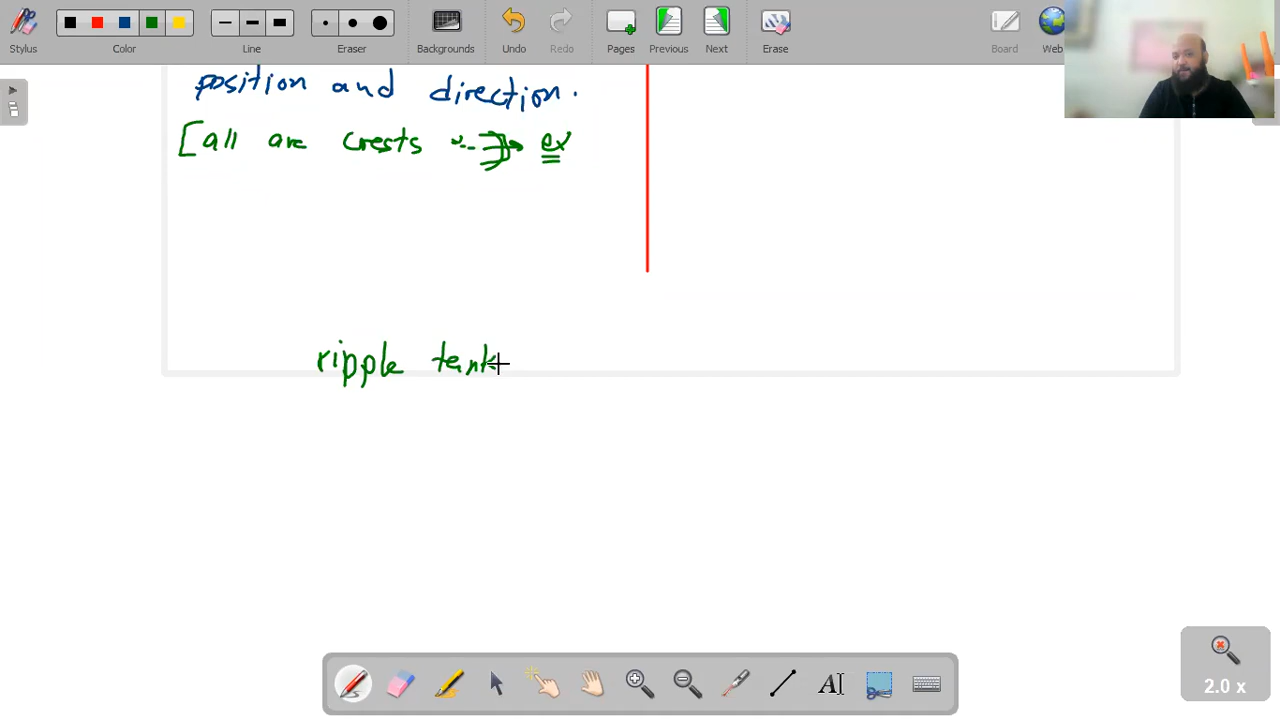 Stylus
Color
Line
Eraser
Backgrounds
Undo
Redo
Pages
Previous
Next
Erase
Board
Web
position and direction.
[all are crests ex
ripple tank
2.0 x